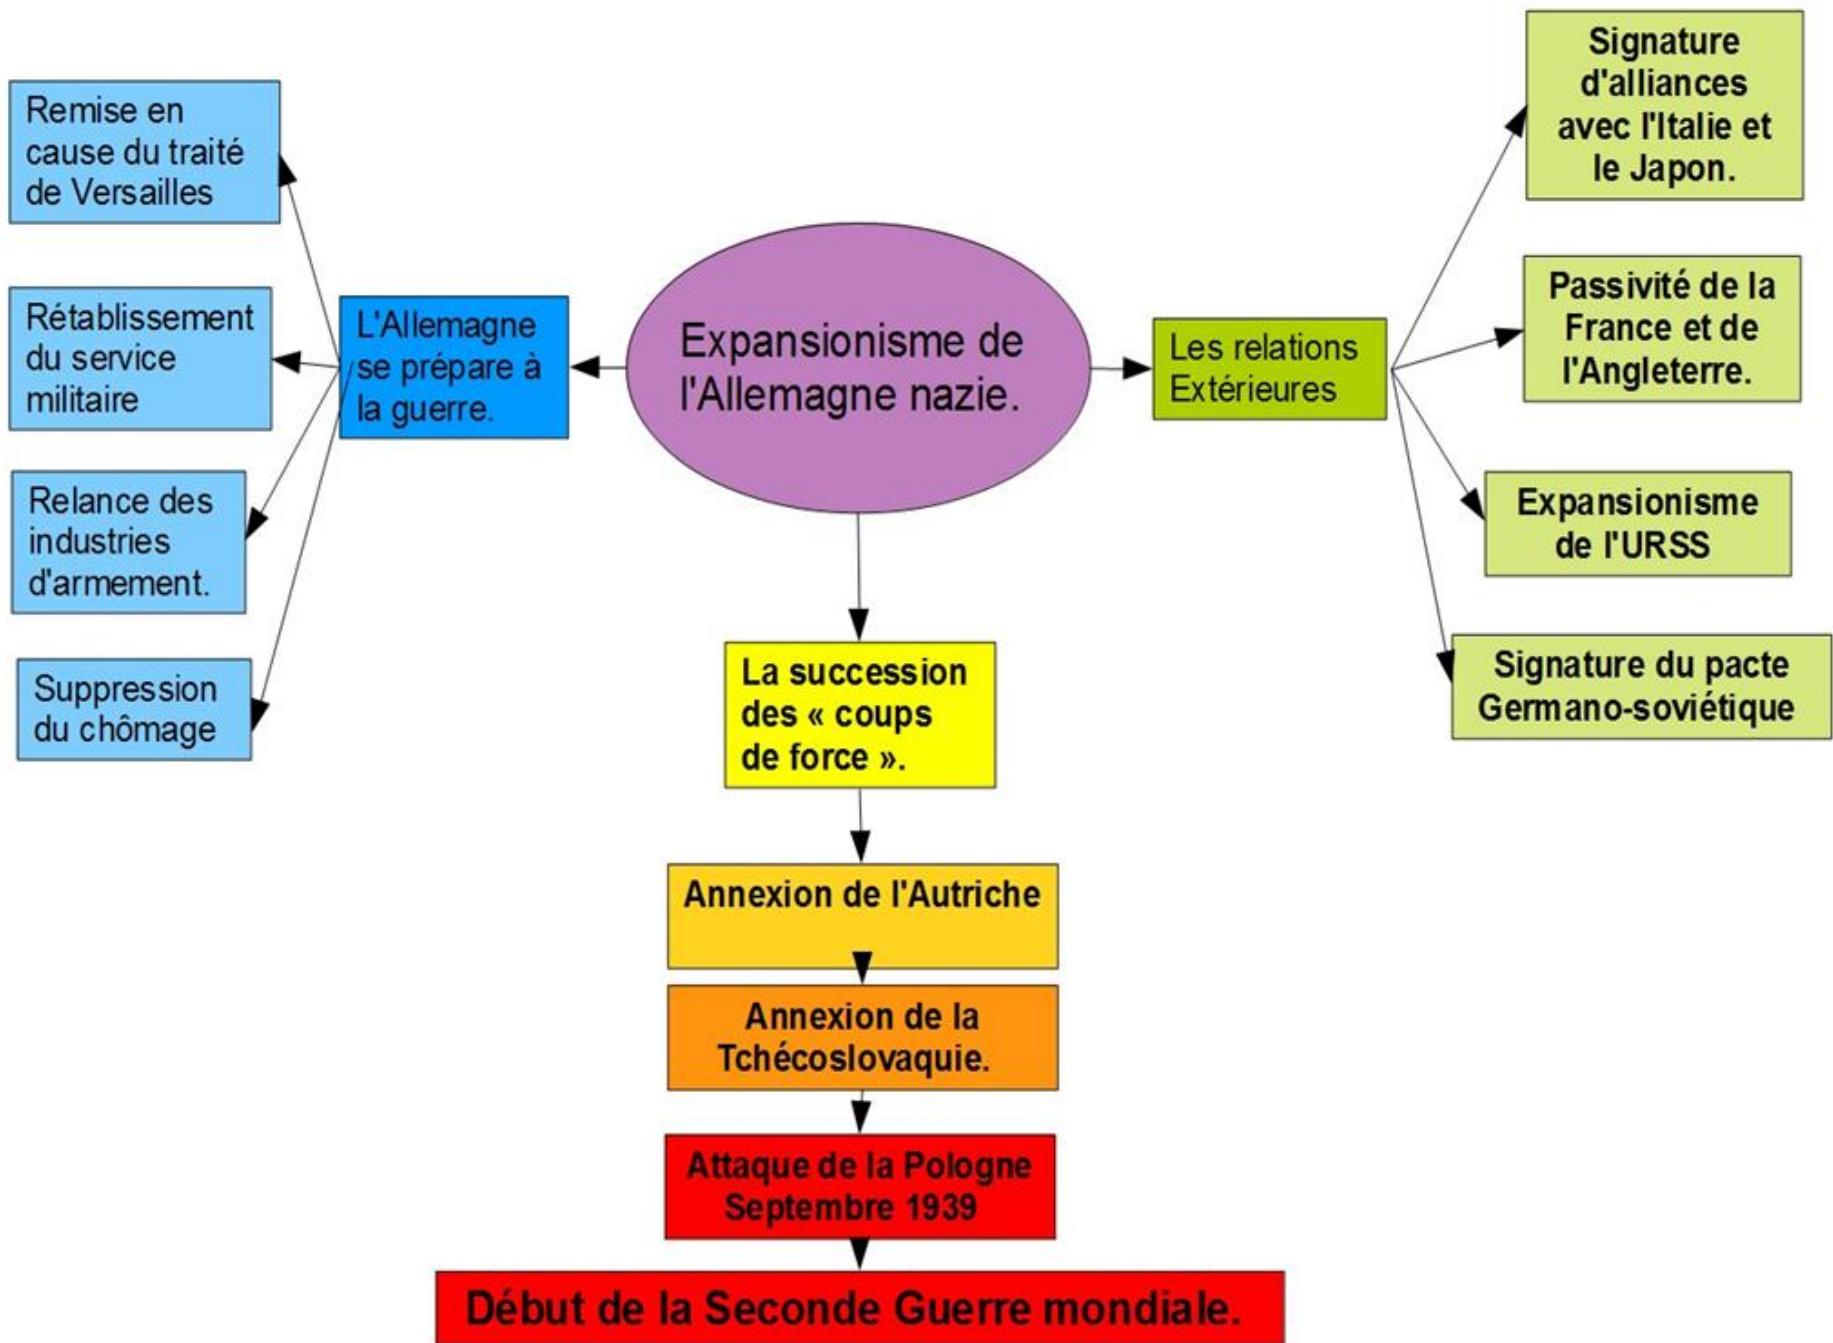 Remise en
cause du traité
de Versailles
Rétablissement
du service
militaire
Relance des
industries
d'armement.
Suppression
du chômage
L'Allemagne
se prépare à
la guerre.
Expansionisme de
l'Allemagne nazie.
Les relations
Extérieures
Signature
d'alliances
avec l'Italie et
le Japon.
Passivité de la
France et de
l'Angleterre.
Expansionisme
de l'URSS
Signature du pacte
Germano-soviétique
La succession
des « coups
de force ».
Annexion de l'Autriche
Annexion de la
Tchécoslovaquie.
Attaque de la Pologne
Septembre 1939
Début de la Seconde Guerre mondiale.